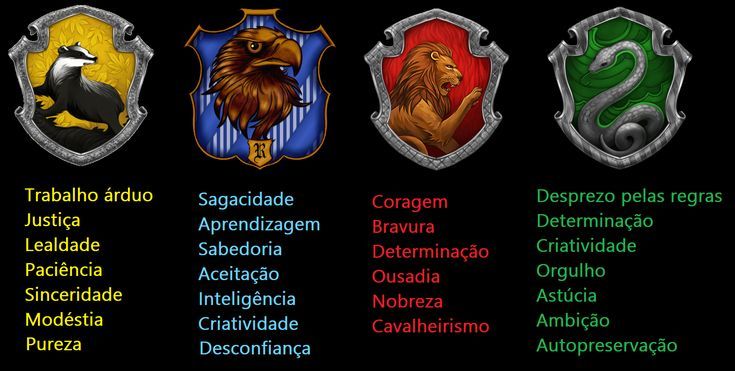 R
Trabalho árduo
Justiça
Lealdade
Paciência
Sinceridade
Modéstia
Pureza
Sagacidade
Aprendizagem
Sabedoria
Aceitação
Inteligência
Criatividade
Desconfiança
Coragem
Bravura
Determinação
Ousadia
Nobreza
Cavalheirismo
Desprezo pelas regras
Determinação
Criatividade
Orgulho
Astúcia
Ambição
Autopreservação